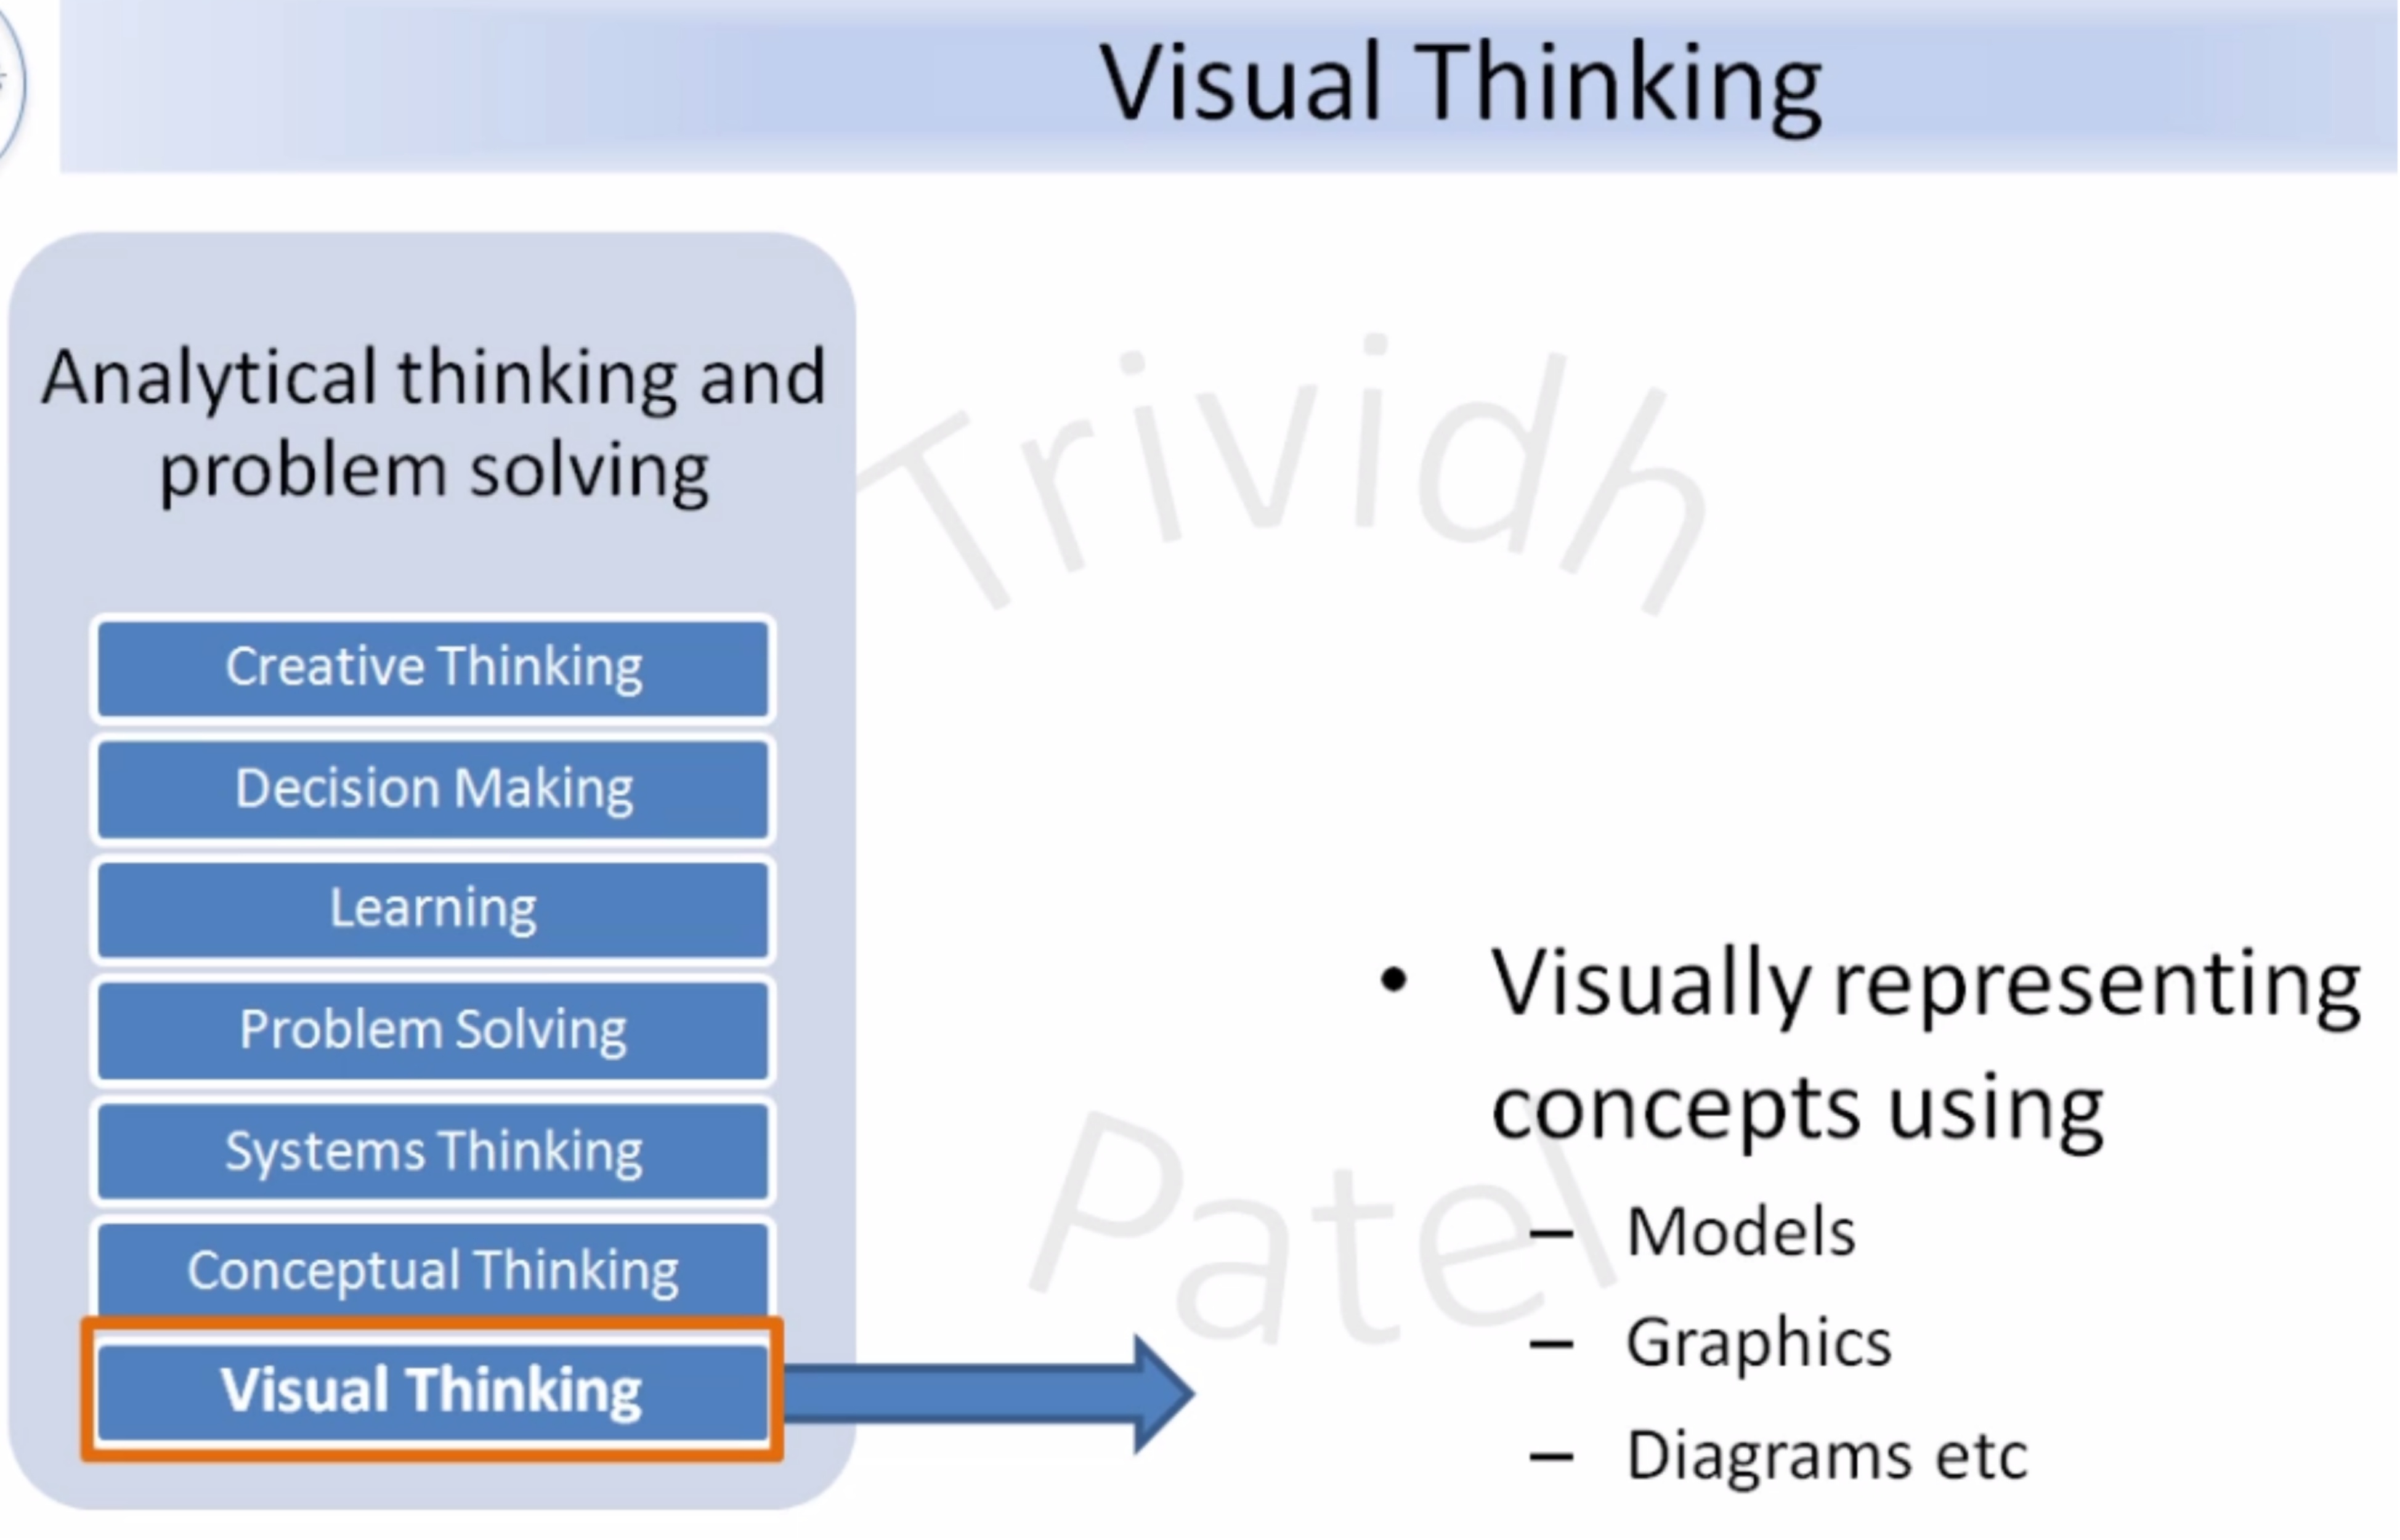 Visual Thinking
Analytical thinking and
problem solving
Creative Thinking
Decision Making
Learning
Problem Solving
Systems Thinking
Conceptual Thinking
Visual Thinking
Trividh
Patel
• Visually representing
concepts using
– Models
– Graphics
– Diagrams etc